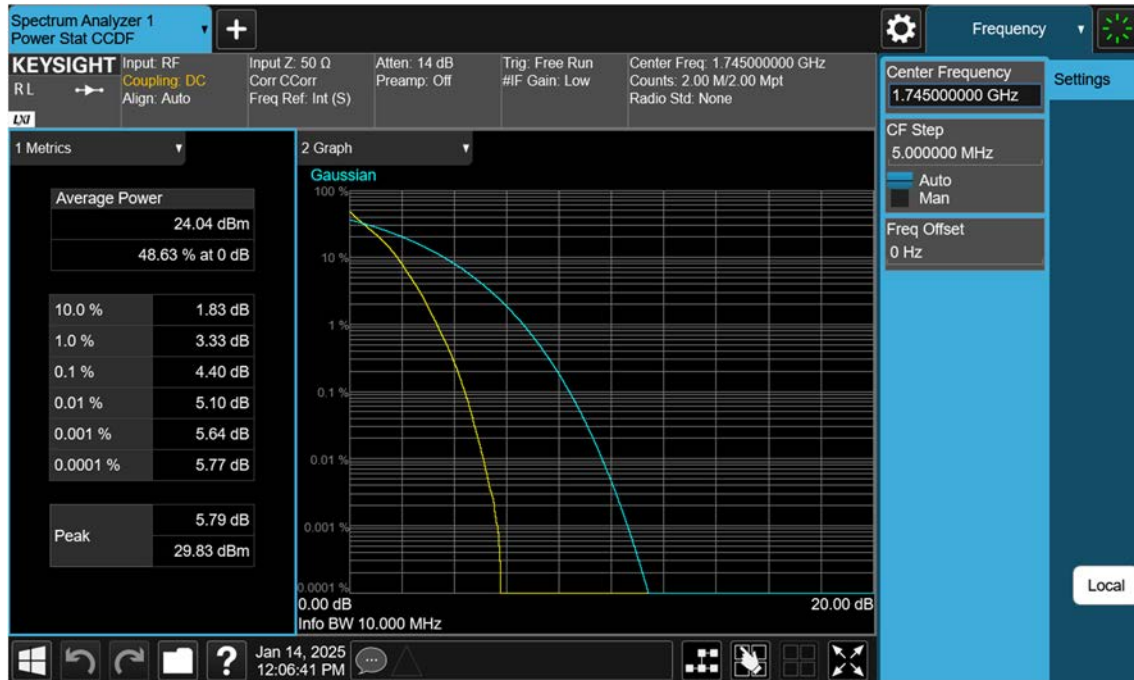 Spectrum Analyzer 1
Power Stat CCDF
+
Frequency
KEYSIGHT
RL
LXI
Input: RF
Coupling: DC
Align: Auto
Input Z: 50 Ω
Corr CCorr
Freq Ref: Int (S)
Atten: 14 dB
Preamp: Off
Trig: Free Run
#IF Gain: Low
Center Freq: 1.745000000 GHz
Counts: 2.00 M/2.00 Mpt
Radio Std: None
Center Frequency
1.745000000 GHz
Settings
CF Step
5.000000 MHz
Auto
Man
Freq Offset
0 Hz
Local
1 Metrics
Average Power
24.04 dBm
48.63 % at 0 dB
10.0 % 1.83 dB
1.0 % 3.33 dB
0.1 % 4.40 dB
0.01 % 5.10 dB
0.001 % 5.64 dB
0.0001 % 5.77 dB
Peak
5.79 dB
29.83 dBm
2 Graph
Gaussian
100 %
10 %
1 %
0.1 %
0.01 %
0.001 %
0.0001 %
0.00 dB 20.00 dB
Info BW 10.000 MHz
?
Jan 14, 2025
12:06:41 PM